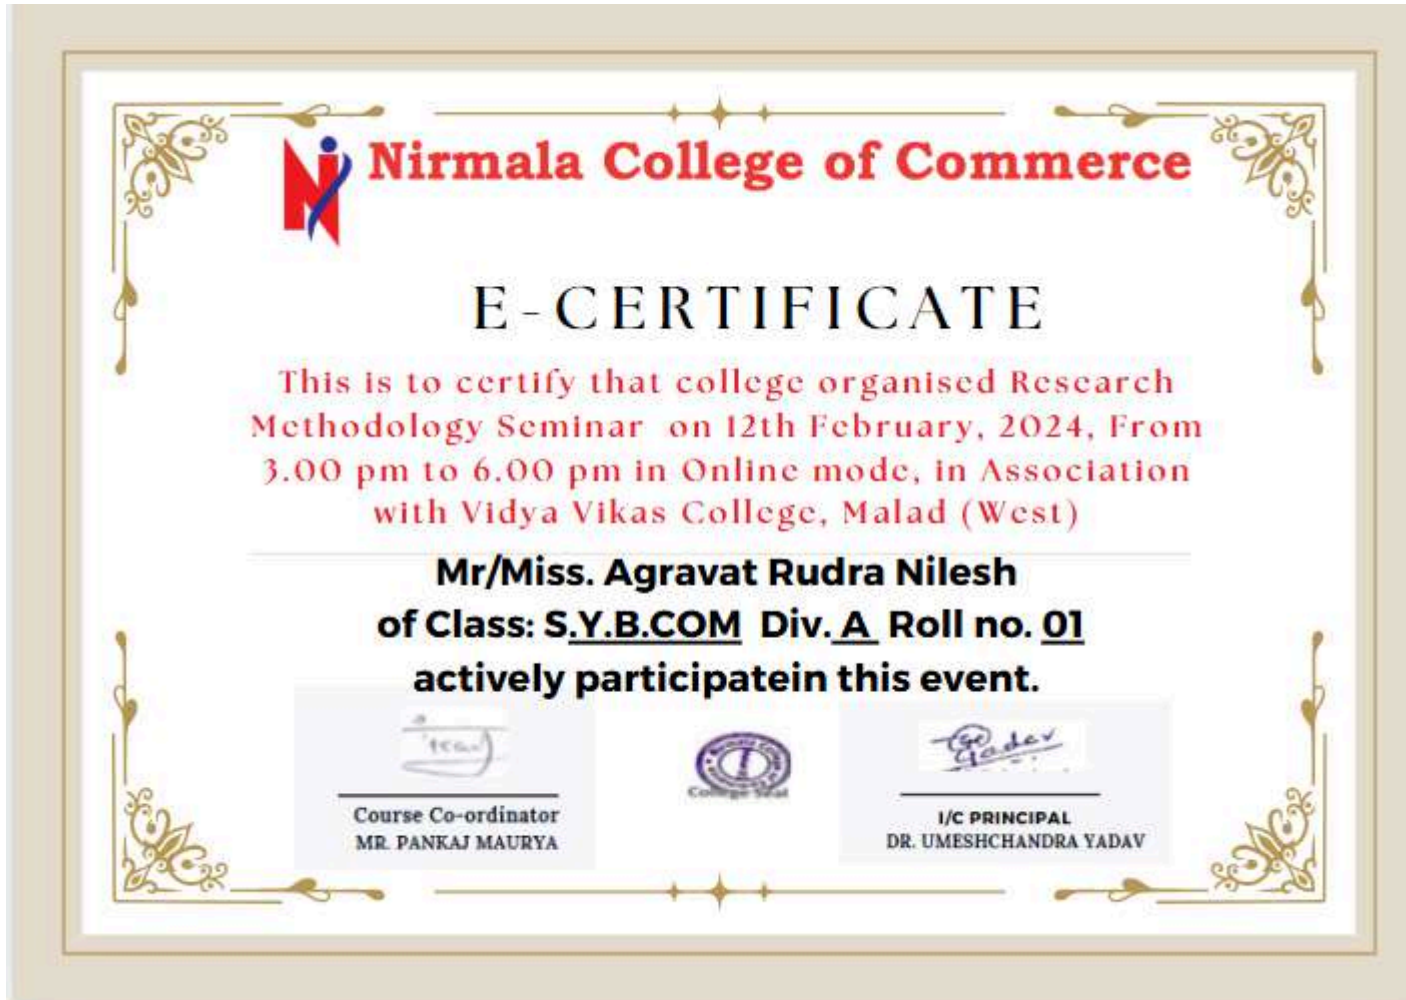 Nirmala College of Commerce
E-CERTIFICATE
This is to certify that college organised Research
Methodology Seminar on 12th February, 2024, From
3.00 pm to 6.00 pm in Online mode, in Association
with Vidya Vikas College, Malad (West)
Mr/Miss. Agravat Rudra Nilesh
of Class: S.Y.B.COM Div. A Roll no. 01
actively participatein this event.
Yadav
College Seal
Course Co-ordinator
MR. PANKAJ MAURYA
I/C PRINCIPAL
DR. UMESHCHANDRA YADAV